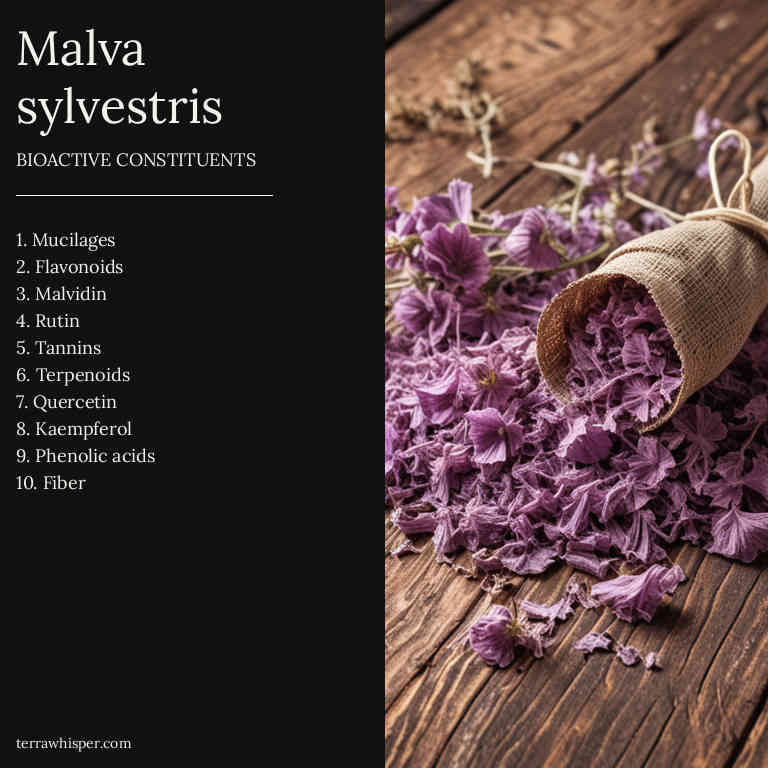 Malva
sylvestris
BIOACTIVE CONSTITUENTS
1. Mucilages
2. Flavonoids
3. Malvidin
4. Rutin
5. Tannins
6. Terpenoids
7. Quercetin
8. Kaempferol
9. Phenolic acids
10. Fiber
terrawhisper.com